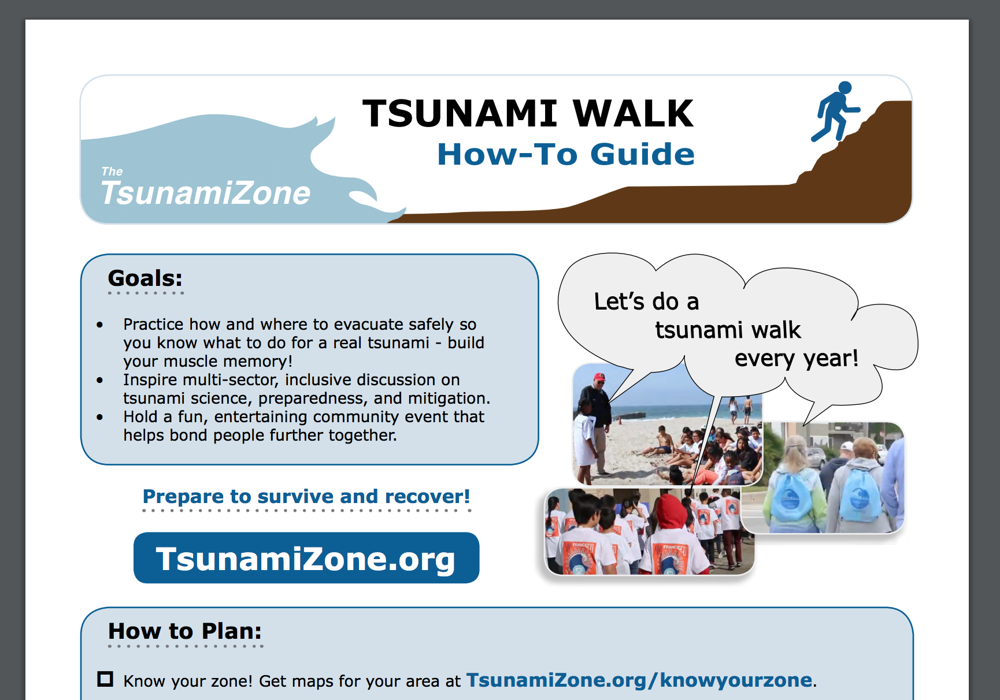 TSUNAMI WALK
How-To Guide
The
TsunamiZone
Goals:
• Practice how and where to evacuate safely so
you know what to do for a real tsunami - build
your muscle memory!
• Inspire multi-sector, inclusive discussion on
tsunami science, preparedness, and mitigation.
• Hold a fun, entertaining community event that
helps bond people further together.
Let’s do a
tsunami walk
every year!
Prepare to survive and recover!
TsunamiZone.org
FRANCISCO
FRANCISCO
How to Plan:
Know your zone! Get maps for your area at TsunamiZone.org/knowyourzone.